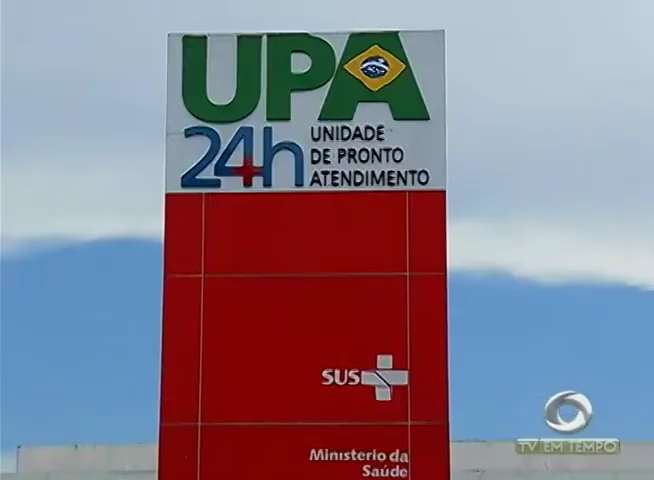 UPA
24h
UNIDADE
DE PRONTO
ATENDIMENTO
SUS
Ministerio da
Saúde
TV EM TEMPO